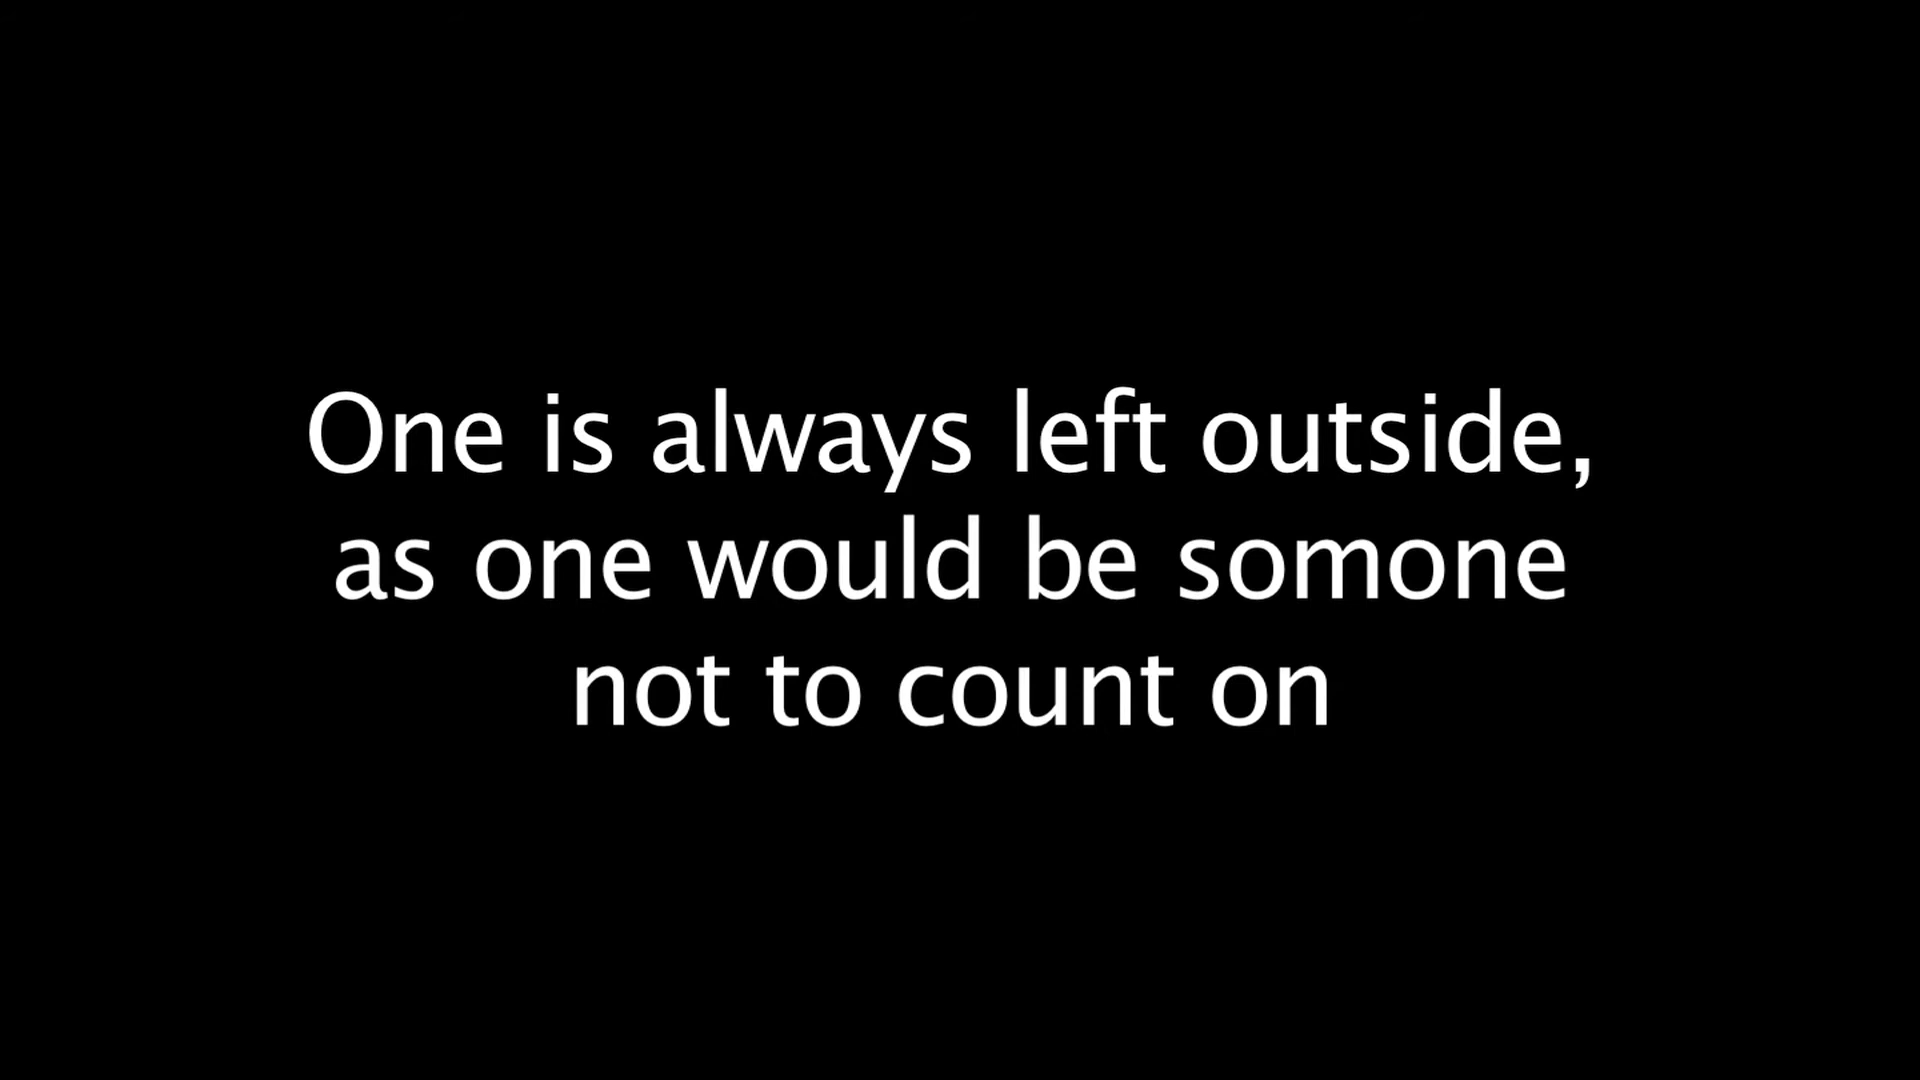 One is always left outside,
as one would be somone
not to count on